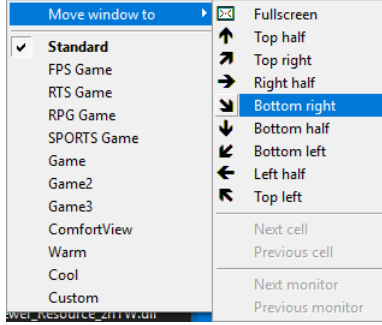 Move window to
Standard
FPS Game
RTS Game
RPG Game
SPORTS Game
Game
Game2
Game3
ComfortView
Warm
Cool
Custom
Fullscreen
Top half
Top right
Right half
Bottom right
Bottom half
Bottom left
Left half
Top left
Next cell
Previous cell
Next monitor
Previous monitor
ewer_Resource_zhTW.dll